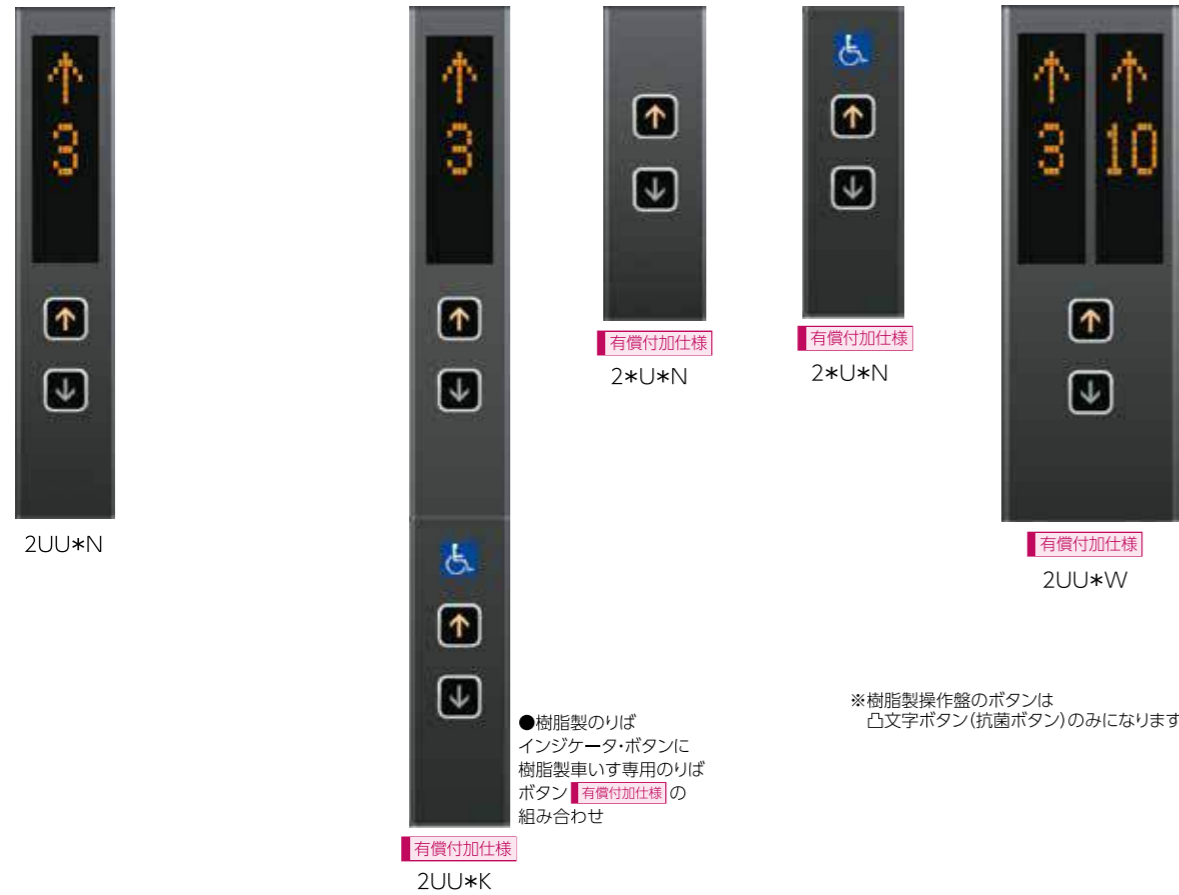 ↑
3
↑
↓
2UU*N
↑
3
↑
↓
↑
↓
有償付加仕様
2UU*K
●樹脂製のりば
インジケータ・ボタンに
樹脂製車いす専用のりば
ボタン 有償付加仕様 の
組み合わせ
↑
↓
有償付加仕様
2*U*N
↑
↓
有償付加仕様
2*U*N
↑ ↑
3 10
↑
↓
有償付加仕様
2UU*W
※樹脂製操作盤のボタンは
凸文字ボタン(抗菌ボタン)のみになります